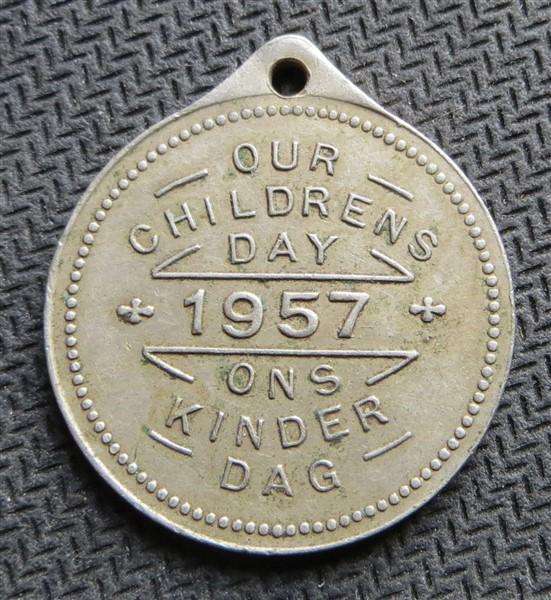 OUR
CHILDRENS
DAY
1957
ONS
KINDER
DAG